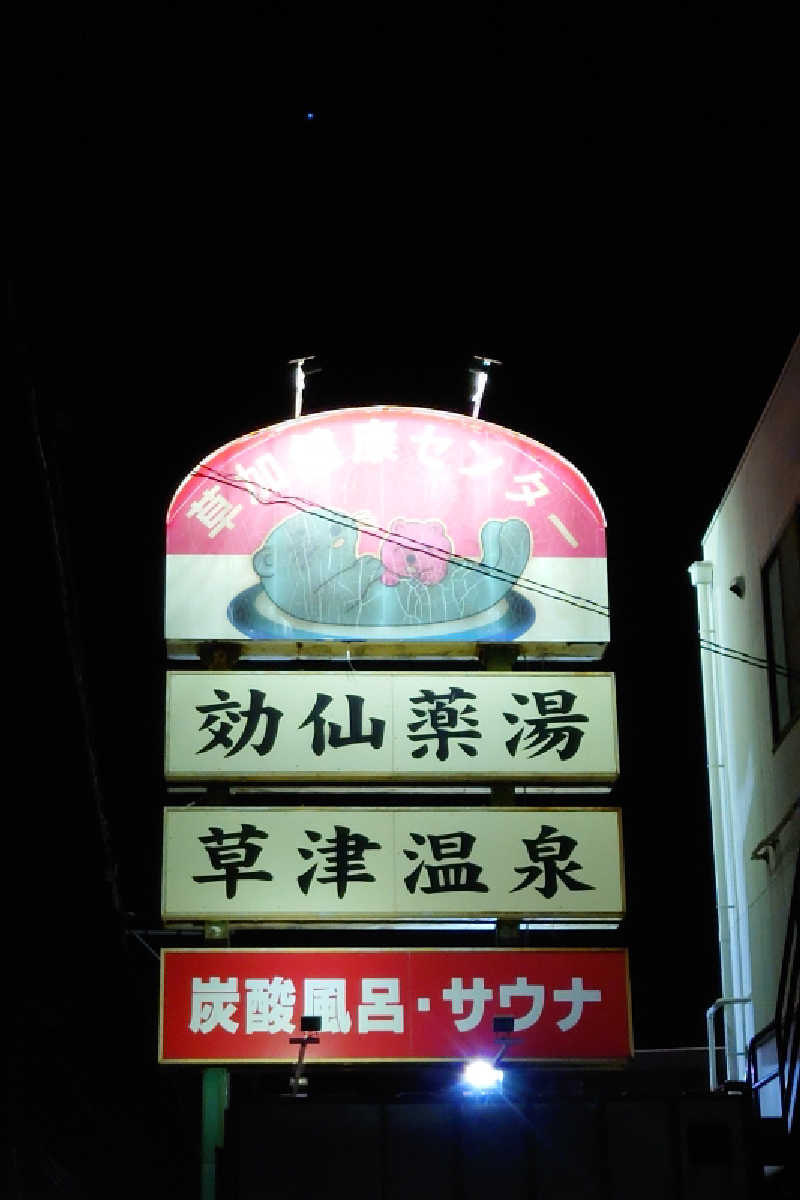 草加健康センター
効仙薬湯
草津温泉
炭酸風呂・サウナ